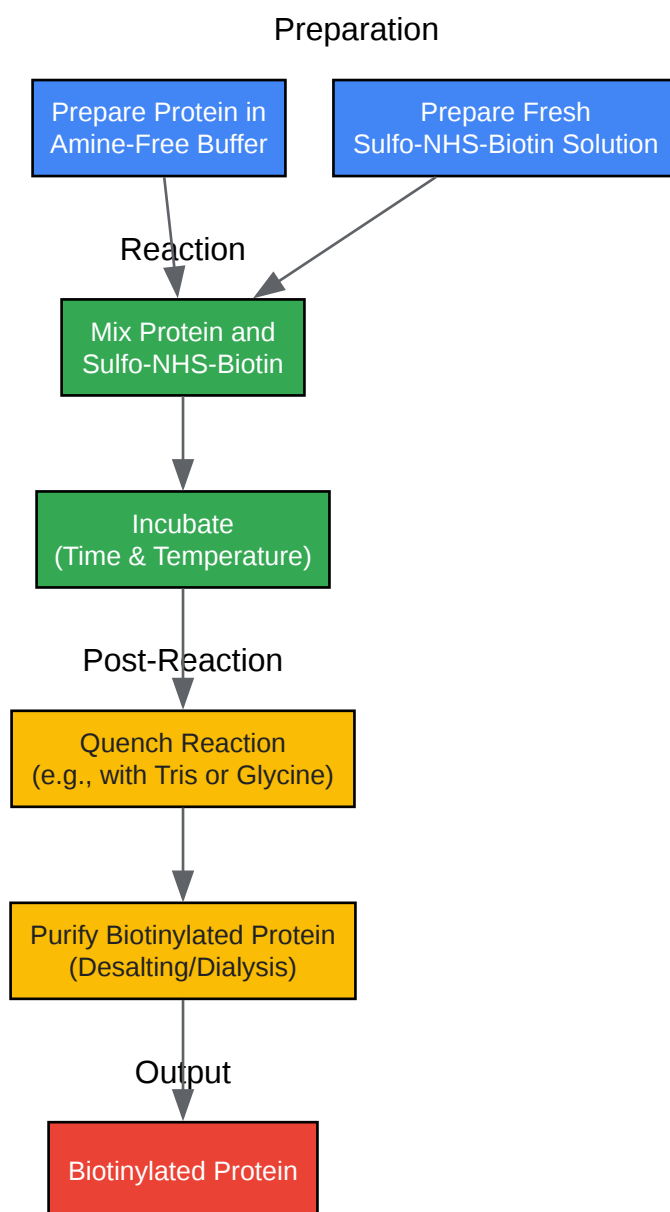 Preparation
Prepare Protein in
Amine-Free Buffer
Prepare Fresh
Sulfo-NHS-Biotin Solution
Reaction
Mix Protein and
Sulfo-NHS-Biotin
Incubate
(Time & Temperature)
Post-Reaction
Quench Reaction
(e.g., with Tris or Glycine)
Purify Biotinylated Protein
(Desalting/Dialysis)
Output
Biotinylated Protein